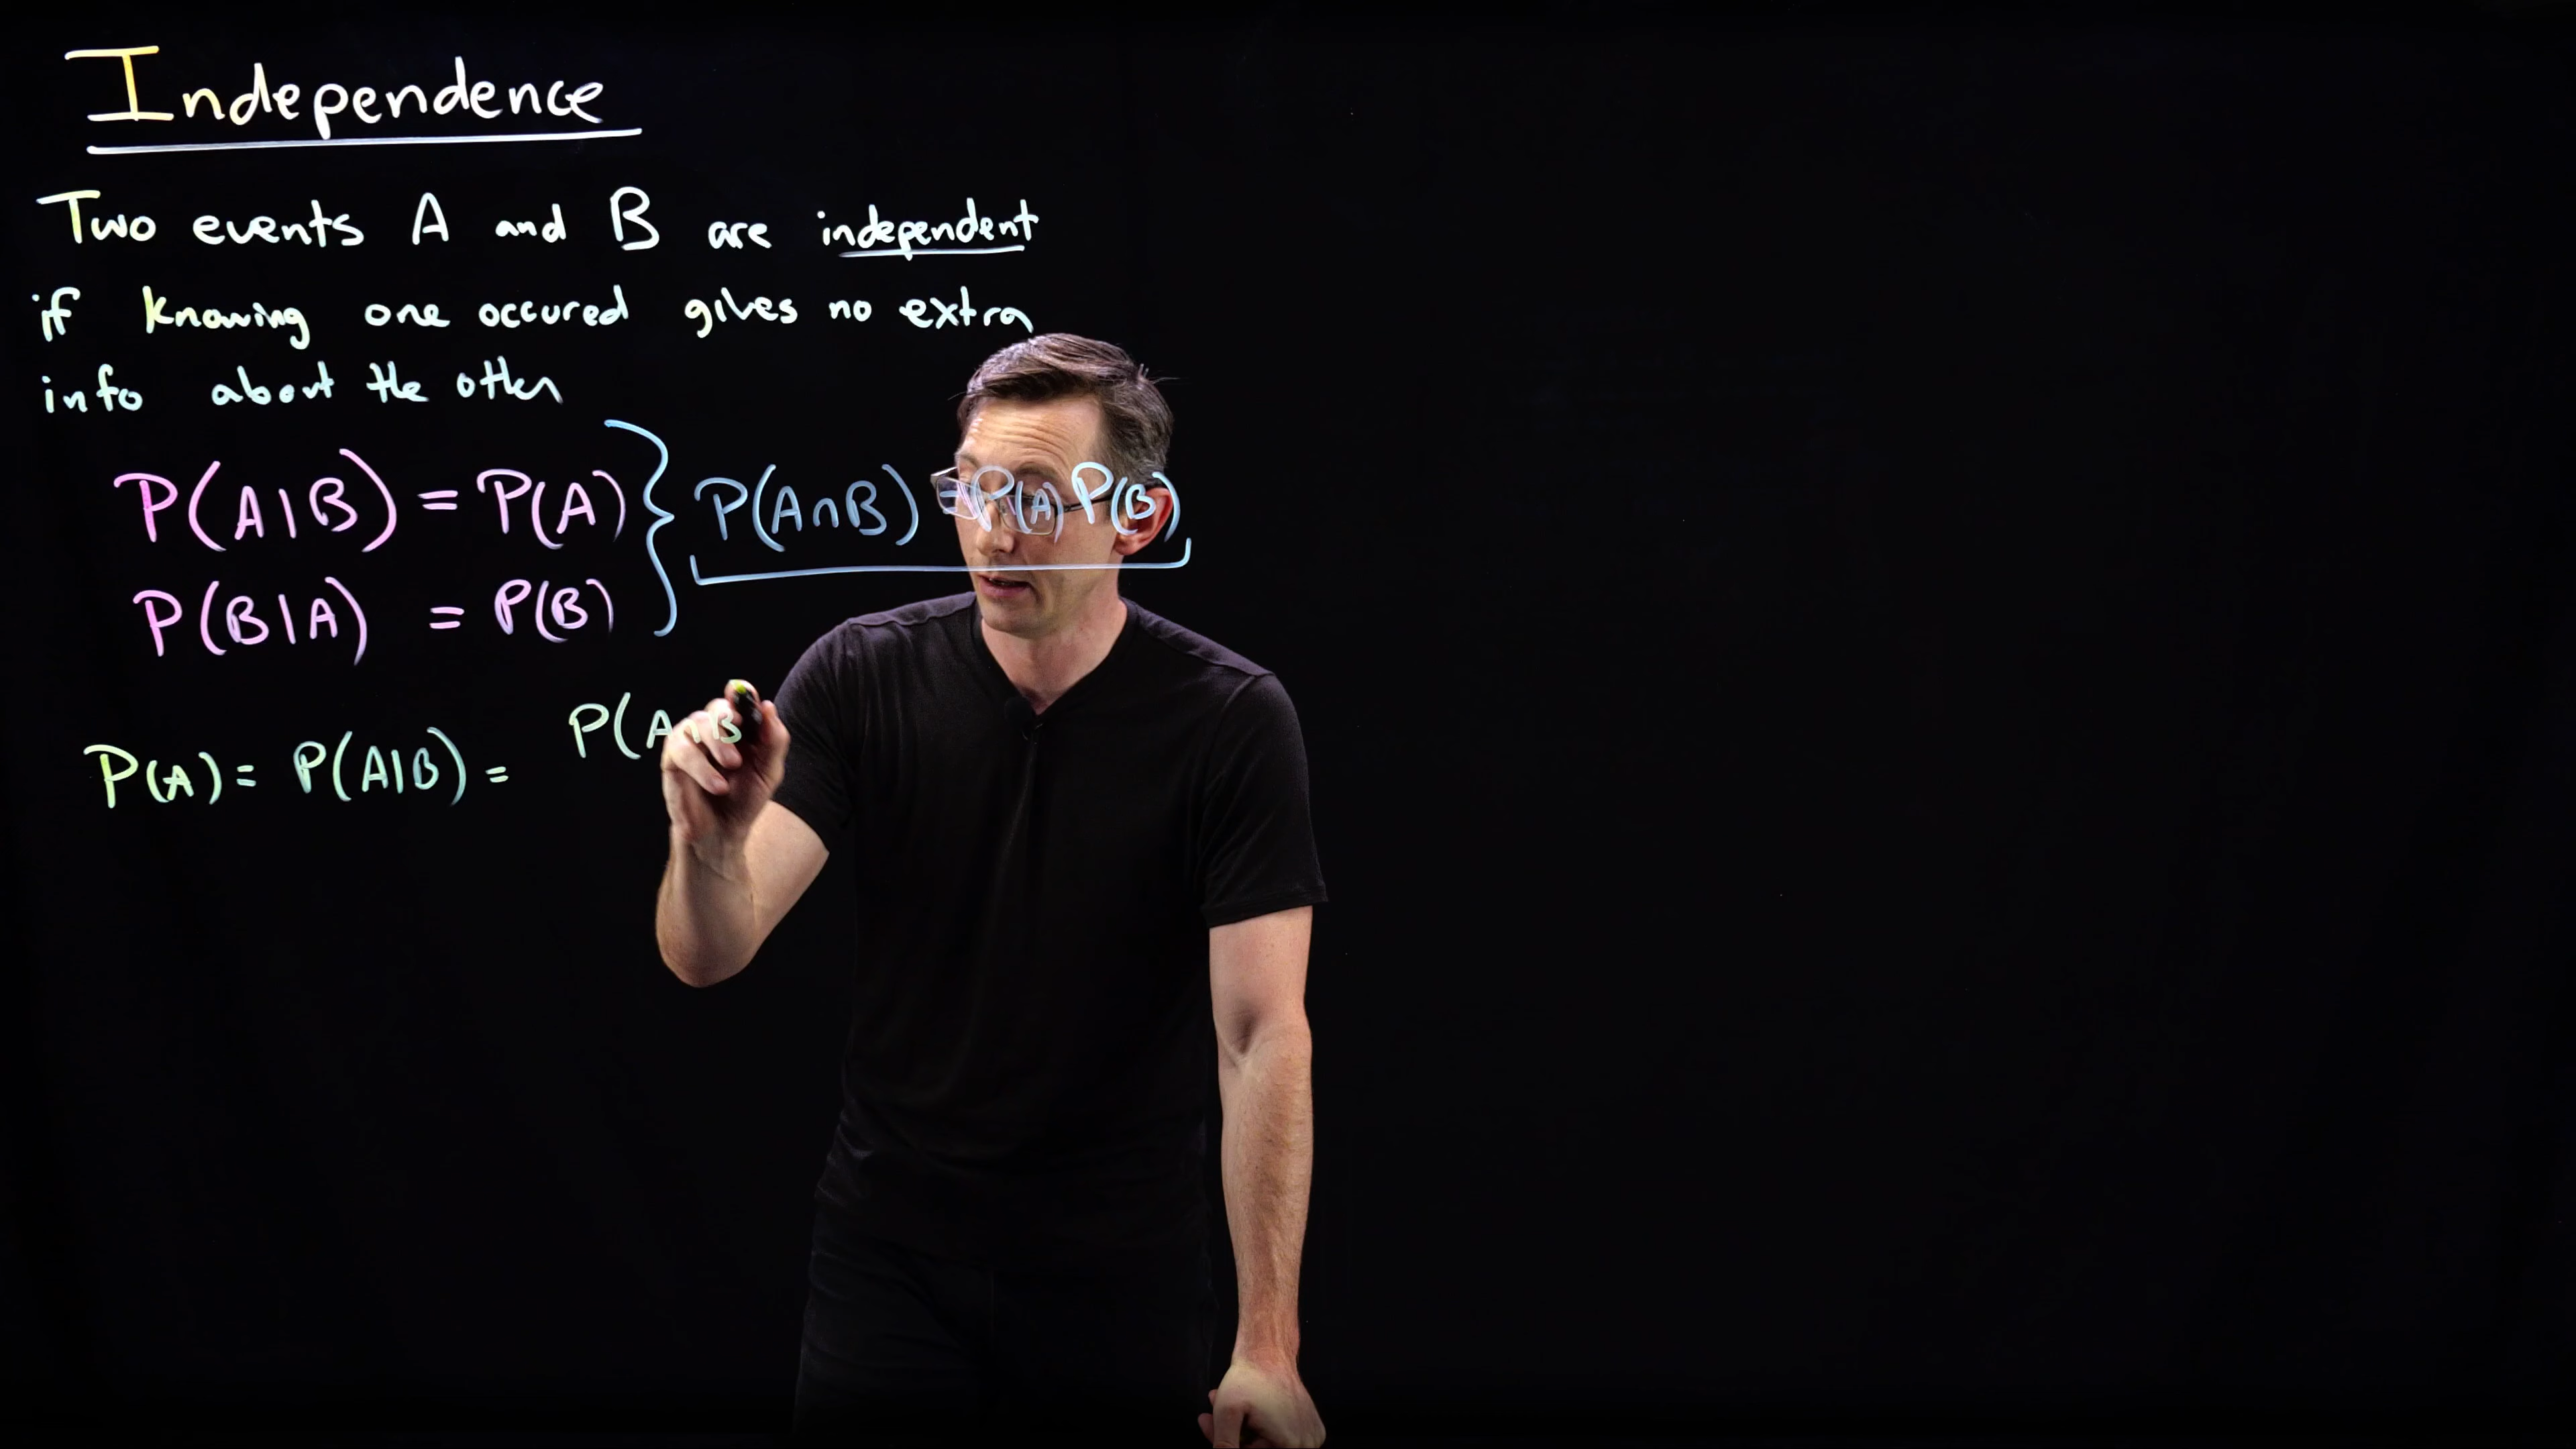 Independence
Two events A and B are independent
if knowing one occured gives no extra
info about the other
P(A|B) = P(A) } P(A∩B) = P(A) P(B)
P(B|A) = P(B)
P(A) = P(A|B) = P(A∩B